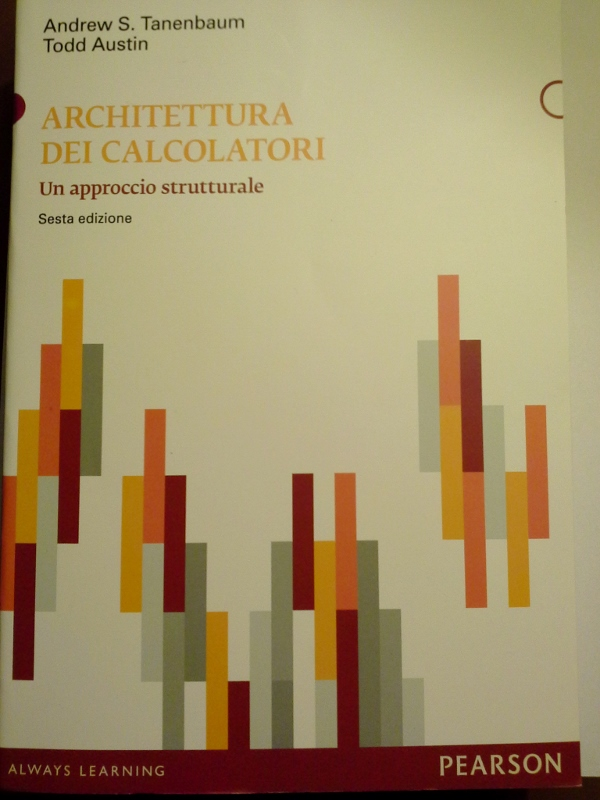 Andrew S. Tanenbaum
Todd Austin
ARCHITETTURA
DEI CALCOLATORI
Un approccio strutturale
Sesta edizione
ALWAYS LEARNING
PEARSON